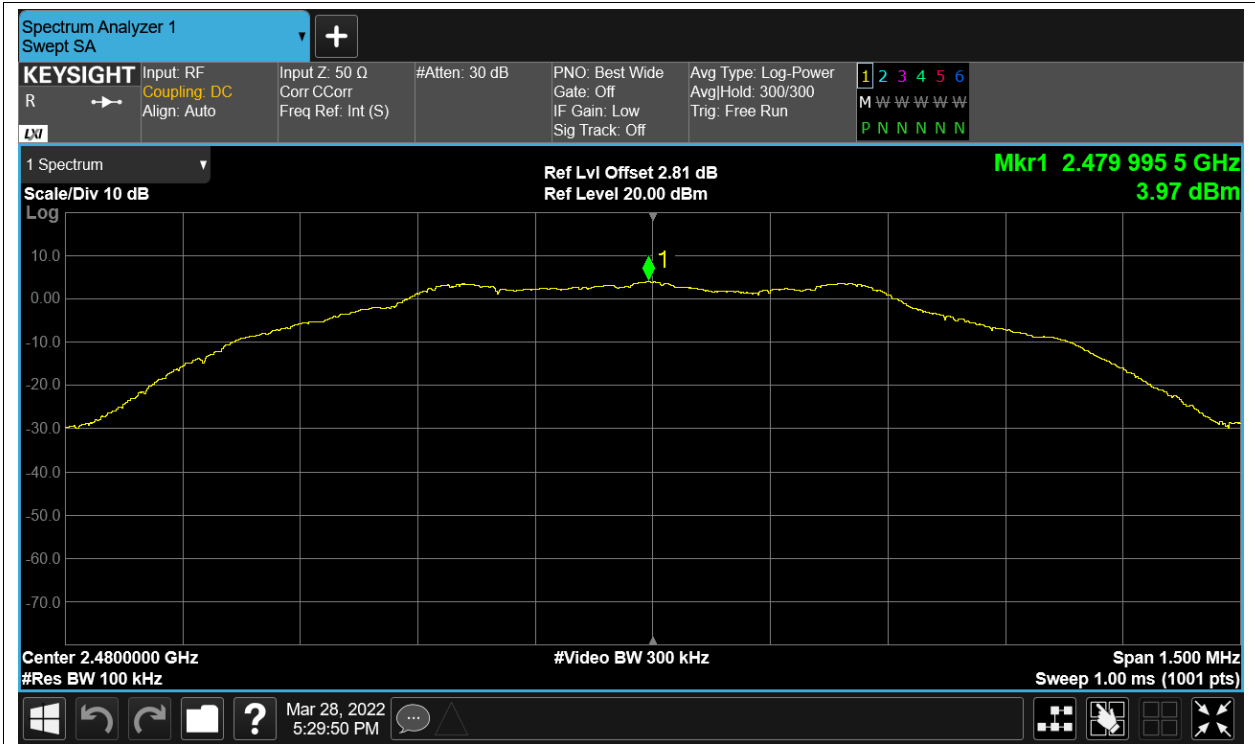 Spectrum Analyzer 1
Swept SA
KEYSIGHT
R
LXI
Input: RF
Coupling: DC
Align: Auto
Input Z: 50 Ω
Corr CCorr
Freq Ref: Int (S)
#Atten: 30 dB
PNO: Best Wide
Gate: Off
IF Gain: Low
Sig Track: Off
Avg Type: Log-Power
Avg|Hold: 300/300
Trig: Free Run
1 2 3 4 5 6
M W W W W W
P N N N N N
1 Spectrum
Scale/Div 10 dB
Ref Lvl Offset 2.81 dB
Ref Level 20.00 dBm
Mkr1 2.479 995 5 GHz
3.97 dBm
Log
10.0
1
0.00
-10.0
-20.0
-30.0
-40.0
-50.0
-60.0
-70.0
Center 2.4800000 GHz
#Video BW 300 kHz
Span 1.500 MHz
#Res BW 100 kHz
Sweep 1.00 ms (1001 pts)
?
Mar 28, 2022
5:29:50 PM